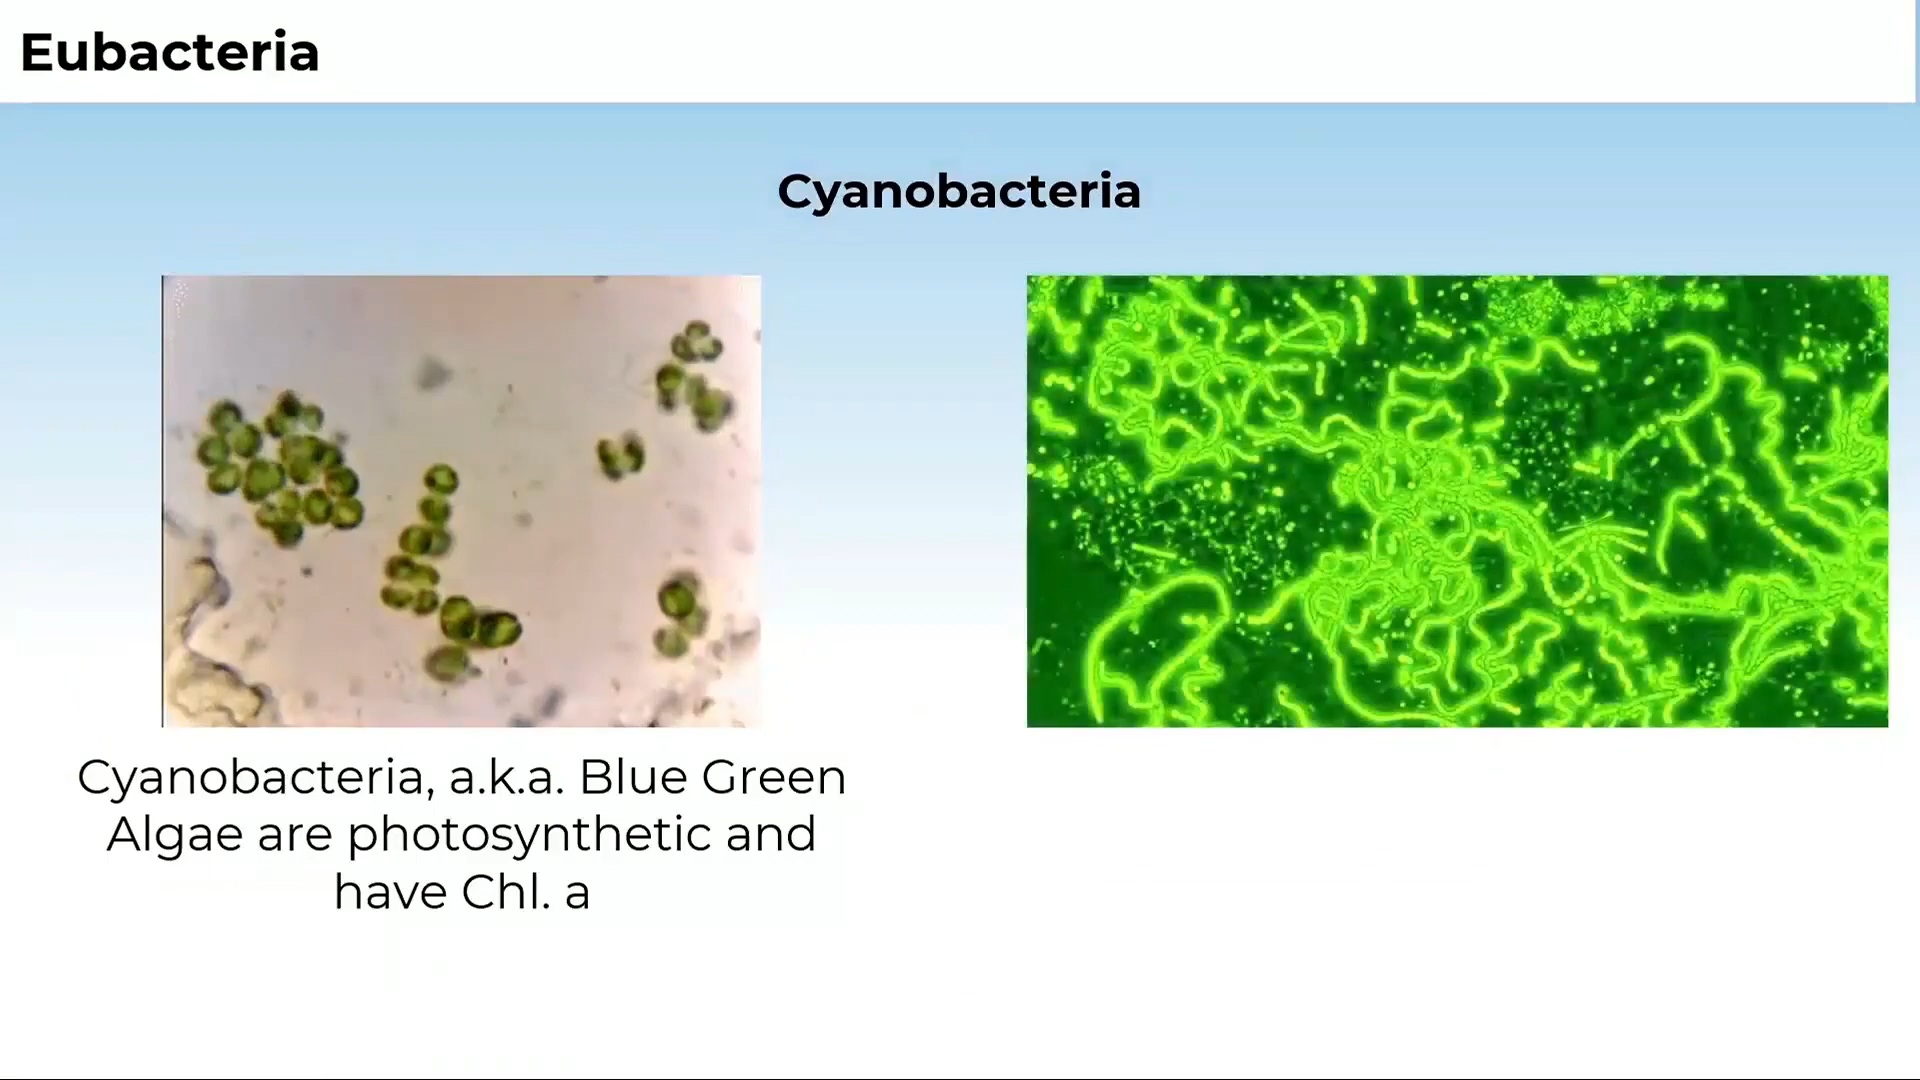 Eubacteria
Cyanobacteria
Cyanobacteria, a.k.a. Blue Green
Algae are photosynthetic and
have Chl. a